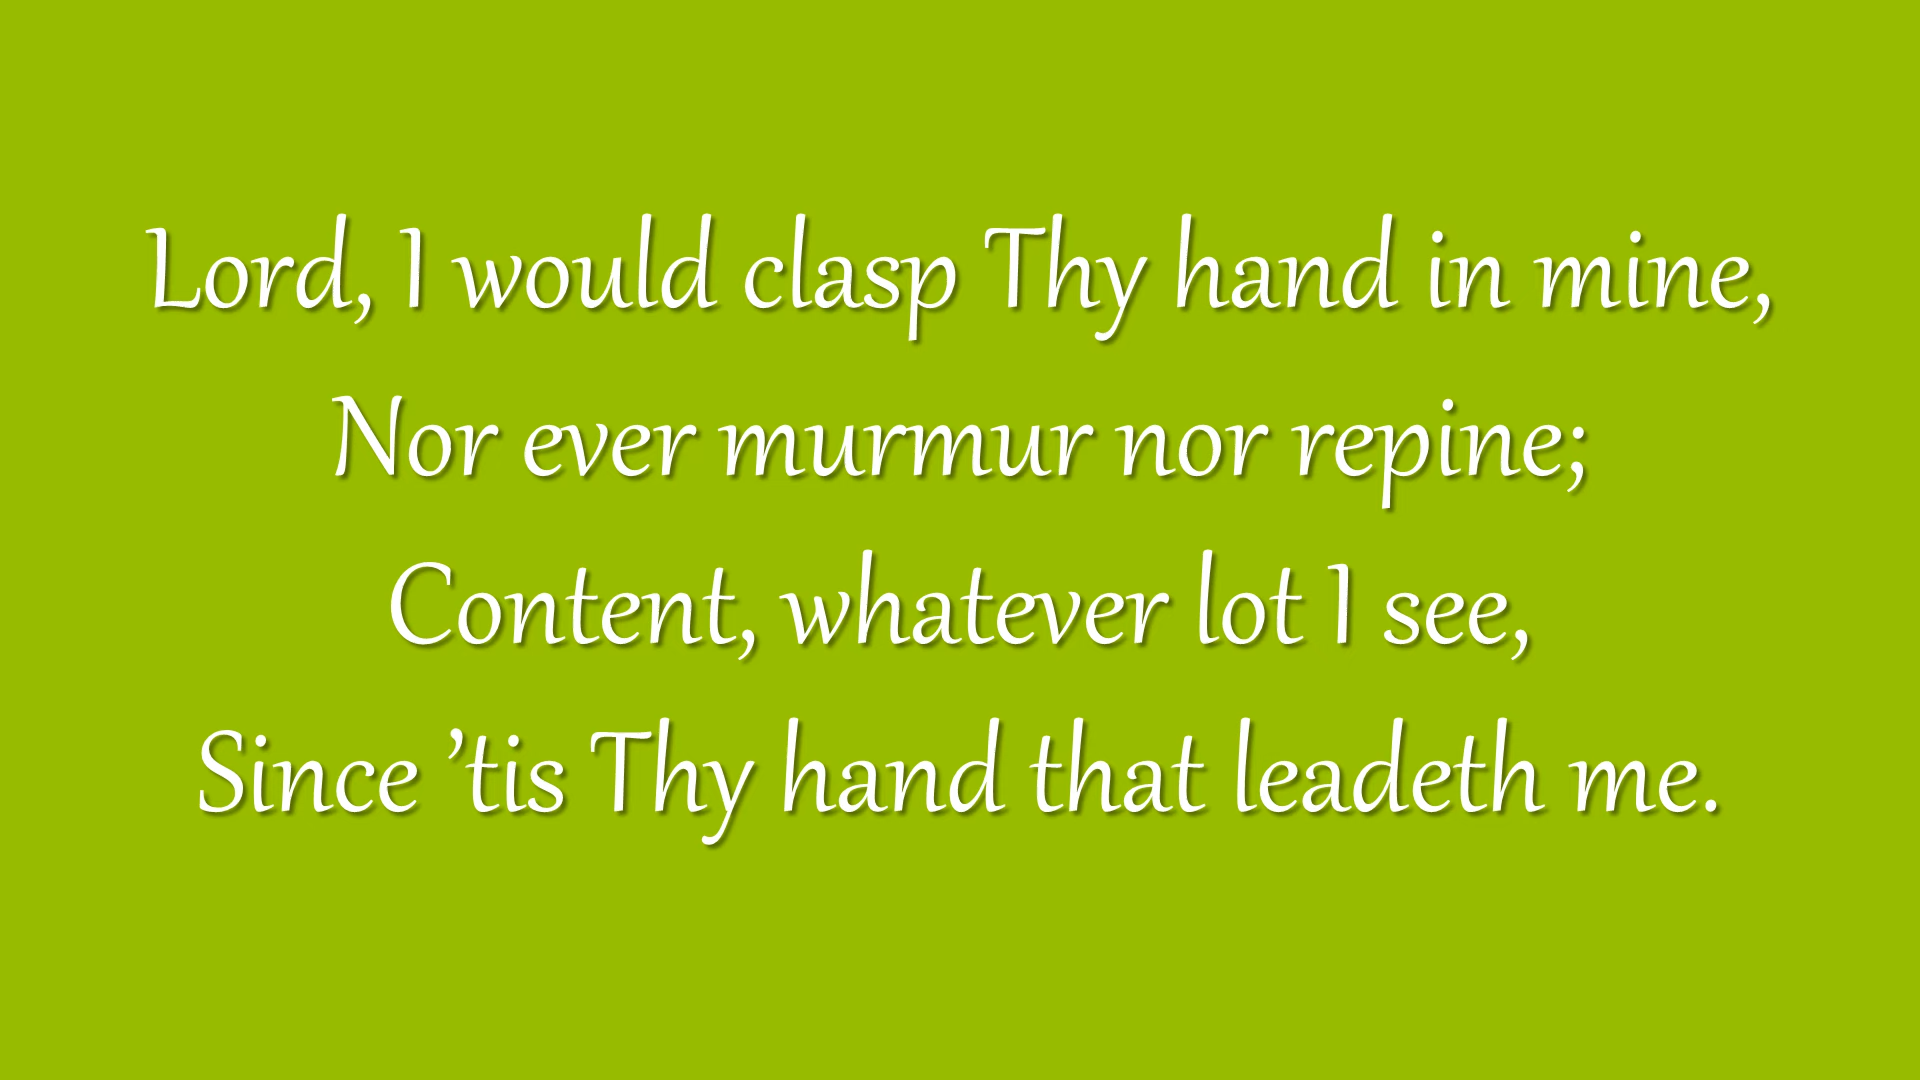 Lord, I would clasp Thy hand in mine,
Nor ever murmur nor repine;
Content, whatever lot I see,
Since ’tis Thy hand that leadeth me.